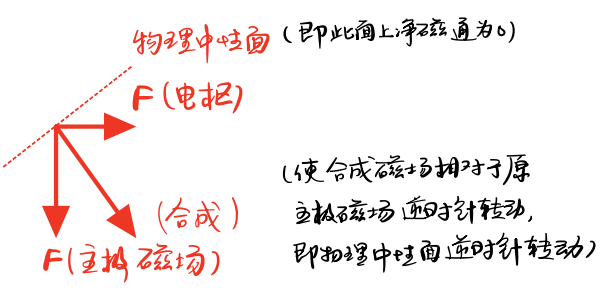 物理中性面（即此面上净磁通为0）
F（电枢）
（使合成磁场相对于原
（合成）
主极磁场逆时针转动，
F（主极磁场）
即物理中性面逆时针转动）